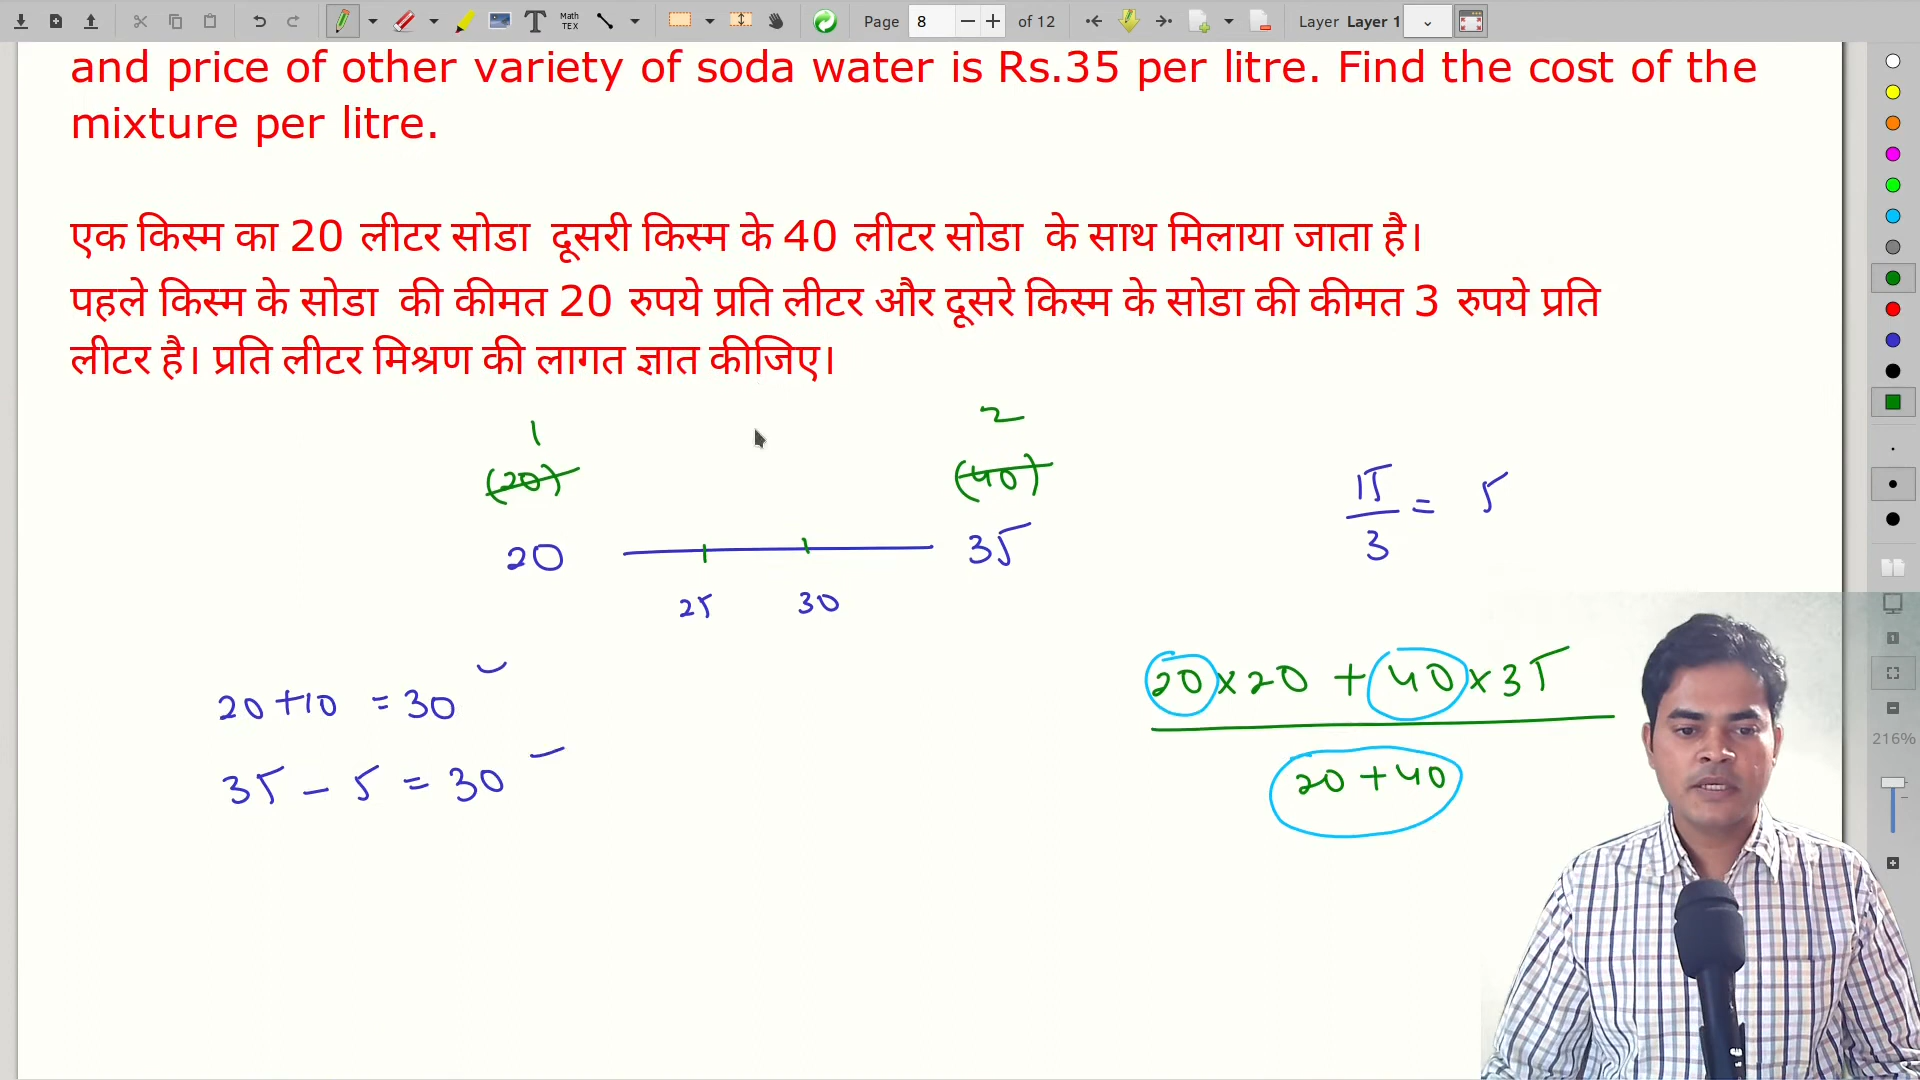 Math
TEX
Page 8 of 12 Layer Layer 1
and price of other variety of soda water is Rs.35 per litre. Find the cost of the
mixture per litre.
एक किस्म का 20 लीटर सोडा दूसरी किस्म के 40 लीटर सोडा के साथ मिलाया जाता है।
पहले किस्म के सोडा की कीमत 20 रुपये प्रति लीटर और दूसरे किस्म के सोडा की कीमत 3 रुपये प्रति
लीटर है। प्रति लीटर मिश्रण की लागत ज्ञात कीजिए।
1 2
(20) (40)
20 35
25 30
15
3
= 5
20+10 = 30
35 - 5 = 30
20×20 + 40×35
20+40
216%